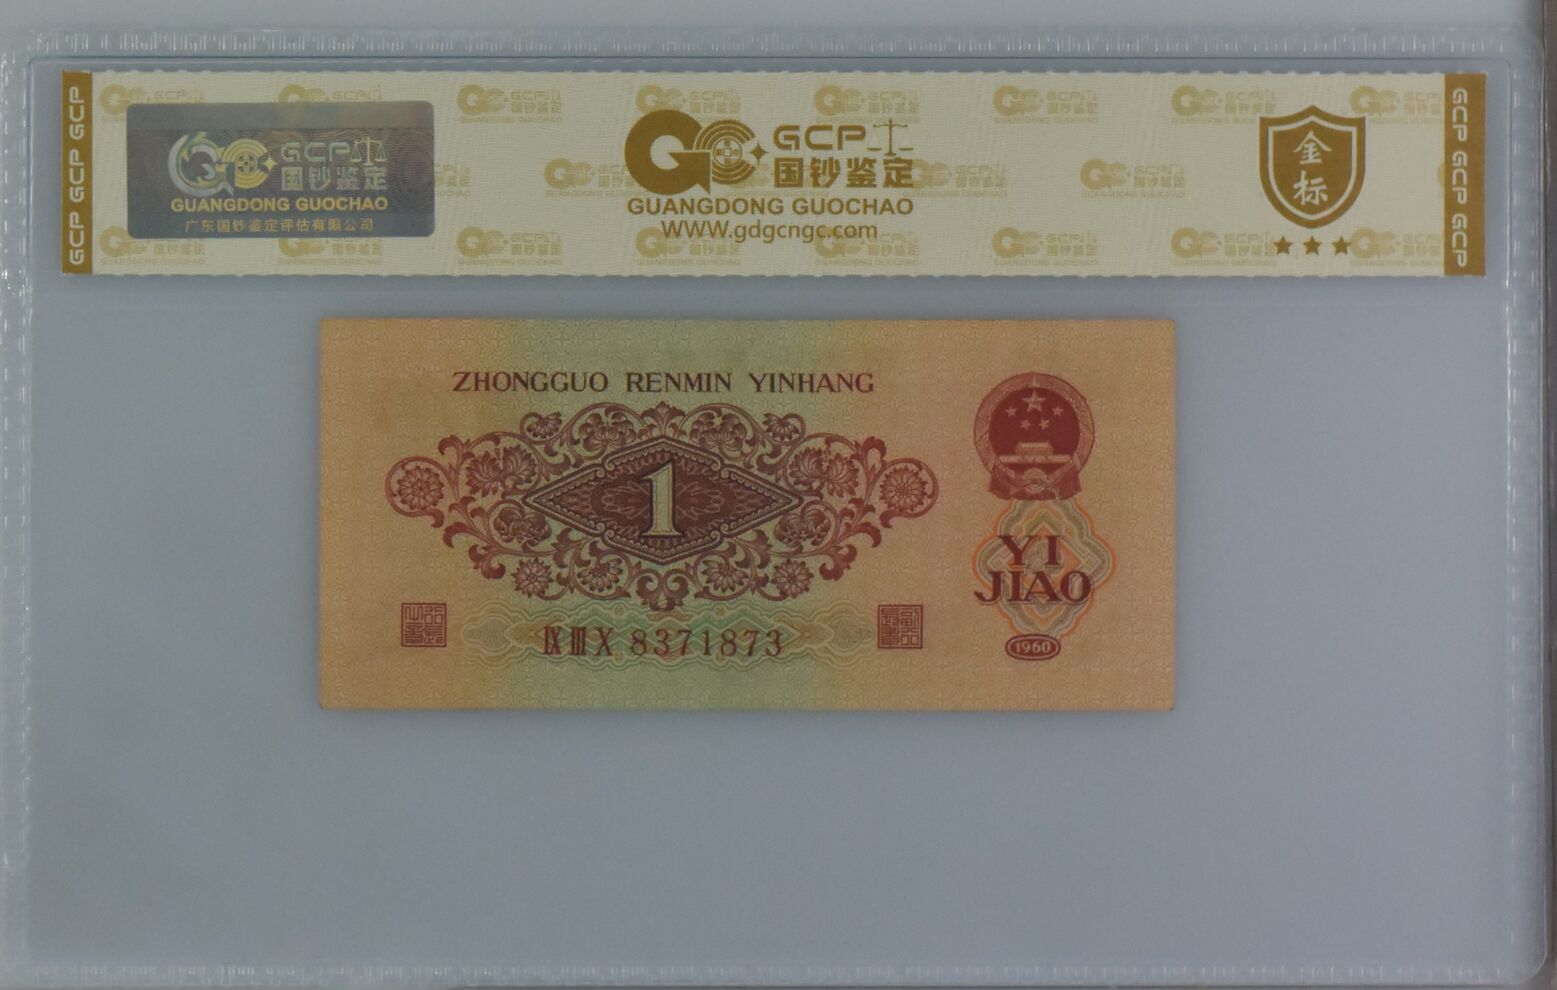 GCP GCP GCP
GCP
国钞鉴定
GUANGDONG GUOCHAO
广东国钞鉴定评估有限公司
GCP
国钞鉴定
GUANGDONG GUOCHAO
WWW.gdgcngc.com
金
标
GCP GCP GCP
ZHONGGUO RENMIN YINHANG
1
YI
JIAO
ⅨⅢⅩ 8371873
1960